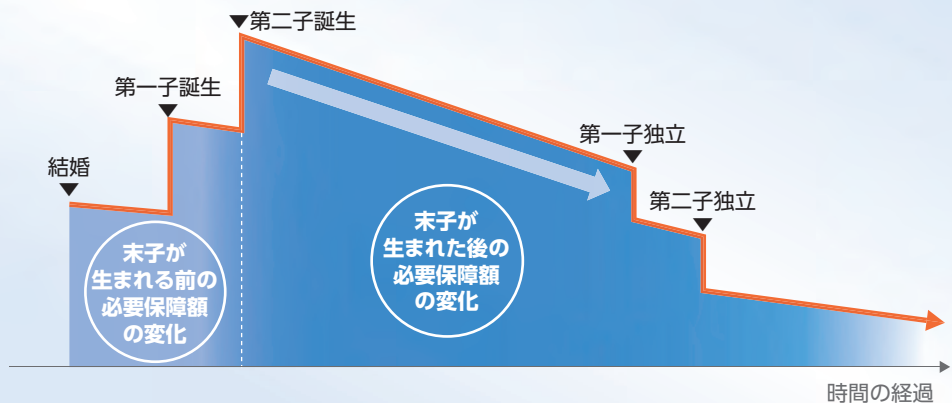 ▼第二子誕生
第一子誕生
▼
結婚
▼
第一子独立
▼
第二子独立
▼
末子が
生まれる前の
必要保障額
の変化
末子が
生まれた後の
必要保障額
の変化
時間の経過